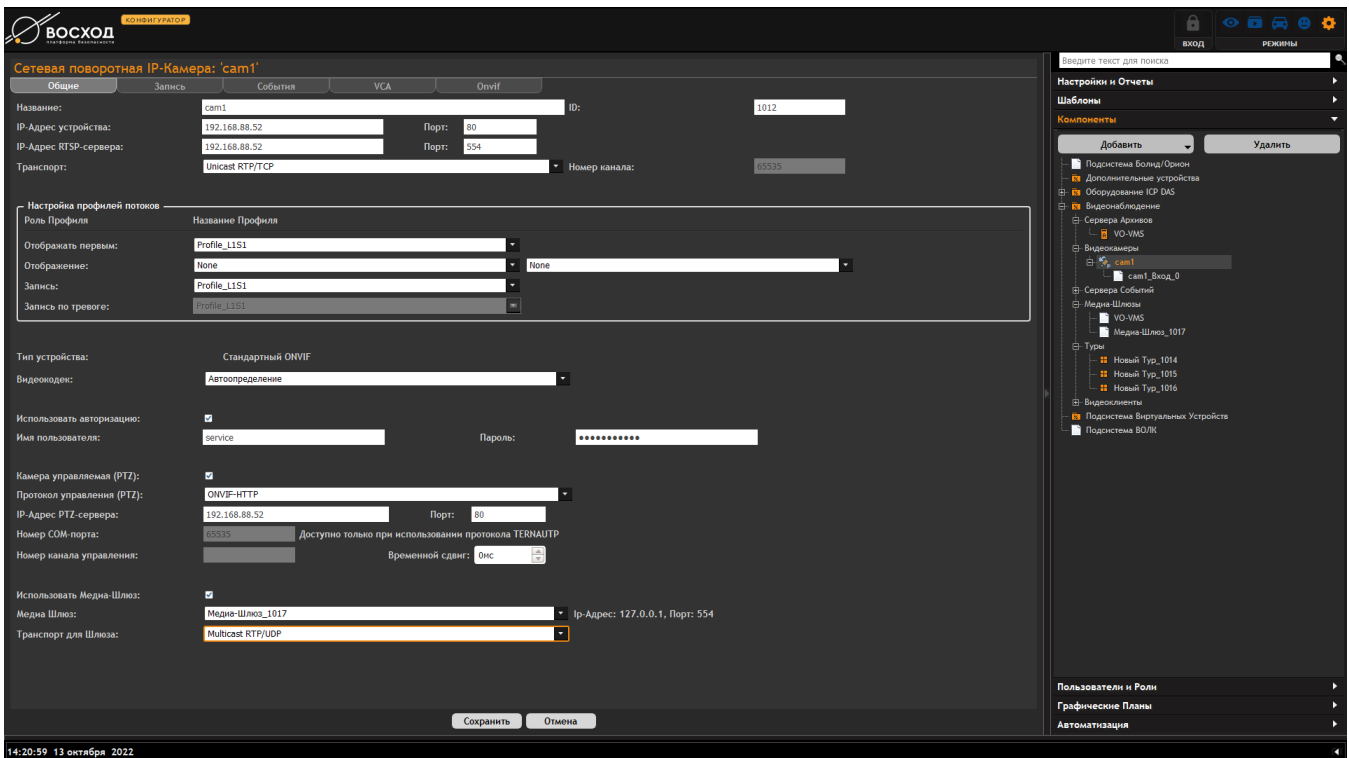 КОНФИГУРАТОР
ВОСХОД
платформа безопасности
ВХОД
РЕЖИМЫ
Сетевая поворотная IP-Камера: 'cam1'
Общие Запись События VCA Onvif
Название: cam1 ID: 1012
IP-Адрес устройства: 192.168.88.52 Порт: 80
IP-Адрес RTSP-сервера: 192.168.88.52 Порт: 554
Транспорт: Unicast RTP/TCP Номер канала: 65535
Настройка профилей потоков
Роль Профиля Название Профиля
Отображать первым: Profile_L1S1
Отображение: None None
Запись: Profile_L1S1
Запись по тревоге: Profile_L1S1
Тип устройства: Стандартный ONVIF
Видеокодек: Автоопределение
Использовать авторизацию:
Имя пользователя: service Пароль: •••••••••••
Камера управляемая (PTZ):
Протокол управления (PTZ): ONVIF-HTTP
IP-Адрес PTZ-сервера: 192.168.88.52 Порт: 80
Номер COM-порта: 65535 Доступно только при использовании протокола TERNAUTP
Номер канала управления: Временной сдвиг: 0мс
Использовать Медиа-Шлюз:
Медиа Шлюз: Медиа-Шлюз_1017 Ip-Адрес: 127.0.0.1, Порт: 554
Транспорт для Шлюза: Multicast RTP/UDP
Сохранить Отмена
Введите текст для поиска
Настройки и Отчеты
Шаблоны
Компоненты
Добавить Удалить
Подсистема Болид/Орион
Дополнительные устройства
Оборудование ICP DAS
Видеонаблюдение
Сервера Архивов
VO-VMS
Видеокамеры
cam1
cam1_Вход_0
Сервера Событий
Медиа-Шлюзы
VO-VMS
Медиа-Шлюз_1017
Туры
Новый Тур_1014
Новый Тур_1015
Новый Тур_1016
Видеоклиенты
Подсистема Виртуальных Устройств
Подсистема ВОЛК
Пользователи и Роли
Графические Планы
Автоматизация
14:20:59 13 октября 2022